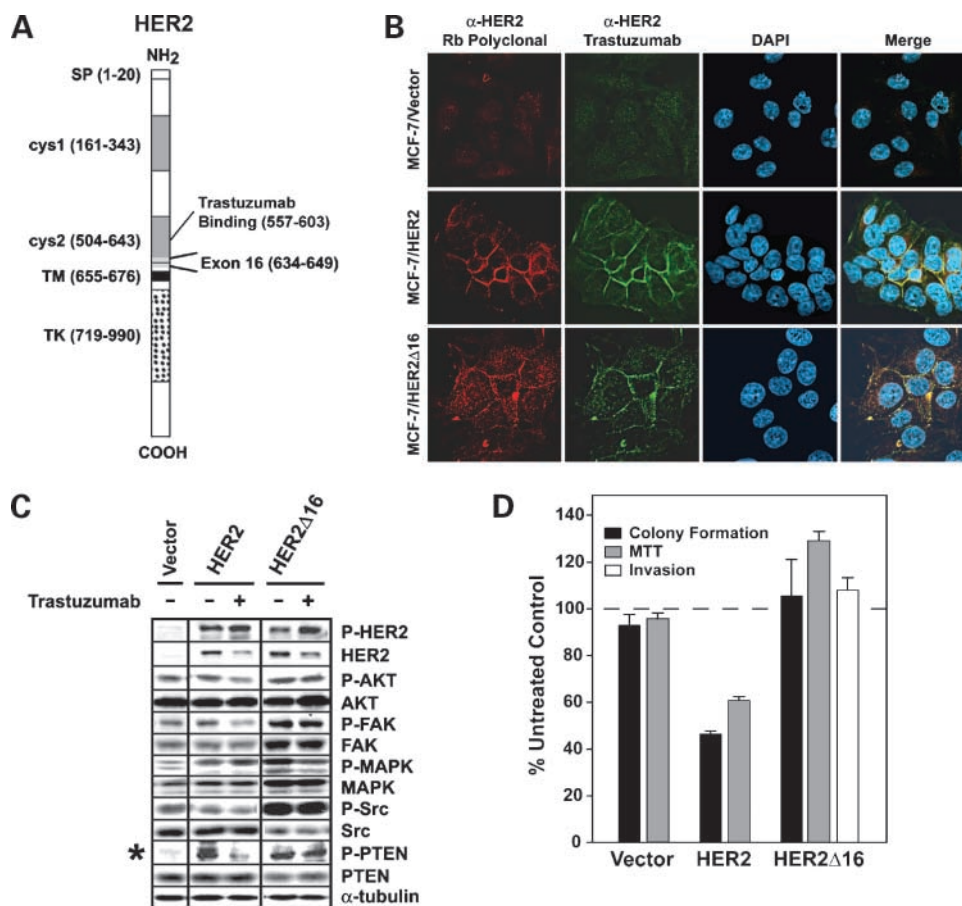 A
HER2
NH2
SP (1-20)
cys1 (161-343)
Trastuzumab
Binding (557-603)
cys2 (504-643)
Exon 16 (634-649)
TM (655-676)
TK (719-990)
COOH
B
α-HER2
Rb Polyclonal
α-HER2
Trastuzumab
DAPI
Merge
MCF-7/Vector
MCF-7/HER2
MCF-7/HER2Δ16
C
Vector
HER2
HER2Δ16
Trastuzumab - - + - +
P-HER2
HER2
P-AKT
AKT
P-FAK
FAK
P-MAPK
MAPK
P-Src
Src
* P-PTEN
PTEN
α-tubulin
D
% Untreated Control
140
120
100
80
60
40
20
0
Colony Formation
MTT
Invasion
Vector
HER2
HER2Δ16